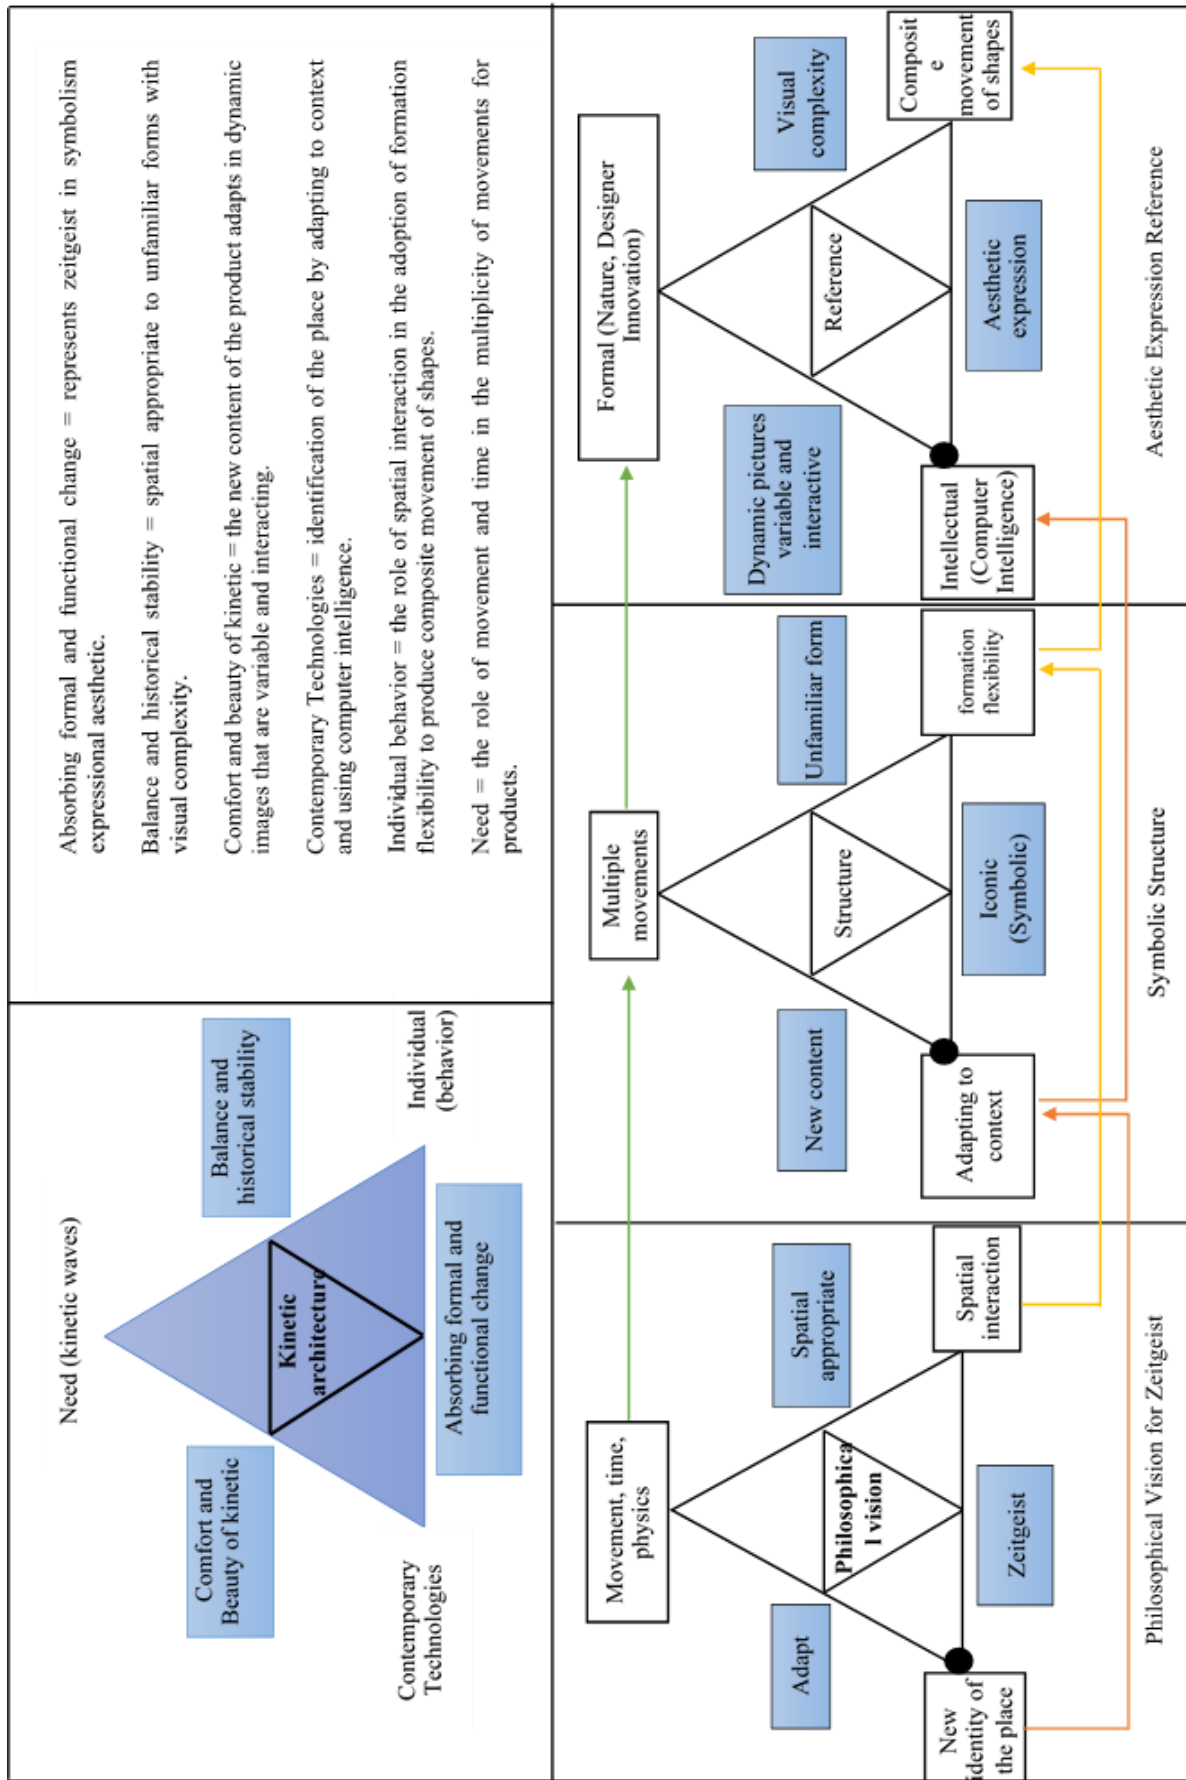 Need (kinetic waves)
Comfort and
Beauty of kinetic
Balance and
historical stability
Kinetic
architecture
Contemporary
Technologies
Absorbing formal and
functional change
Individual
(behavior)
Absorbing formal and functional change = represents zeitgeist in symbolism
expressional aesthetic.
Balance and historical stability = spatial appropriate to unfamiliar forms with
visual complexity.
Comfort and beauty of kinetic = the new content of the product adapts in dynamic
images that are variable and interacting.
Contemporary Technologies = identification of the place by adapting to context
and using computer intelligence.
Individual behavior = the role of spatial interaction in the adoption of formation
flexibility to produce composite movement of shapes.
Need = the role of movement and time in the multiplicity of movements for
products.
Movement, time,
physics
Adapt
Spatial
appropriate
Philosophica
l vision
New
identity of
the place
Zeitgeist
Spatial
interaction
Philosophical Vision for Zeitgeist
Multiple
movements
New content
Unfamiliar form
Structure
Adapting to
context
Iconic
(Symbolic)
formation
flexibility
Symbolic Structure
Formal (Nature, Designer
Innovation)
Dynamic pictures
variable and
interactive
Visual
complexity
Reference
Intellectual
(Computer
Intelligence)
Aesthetic
expression
Composit
e
movement
of shapes
Aesthetic Expression Reference